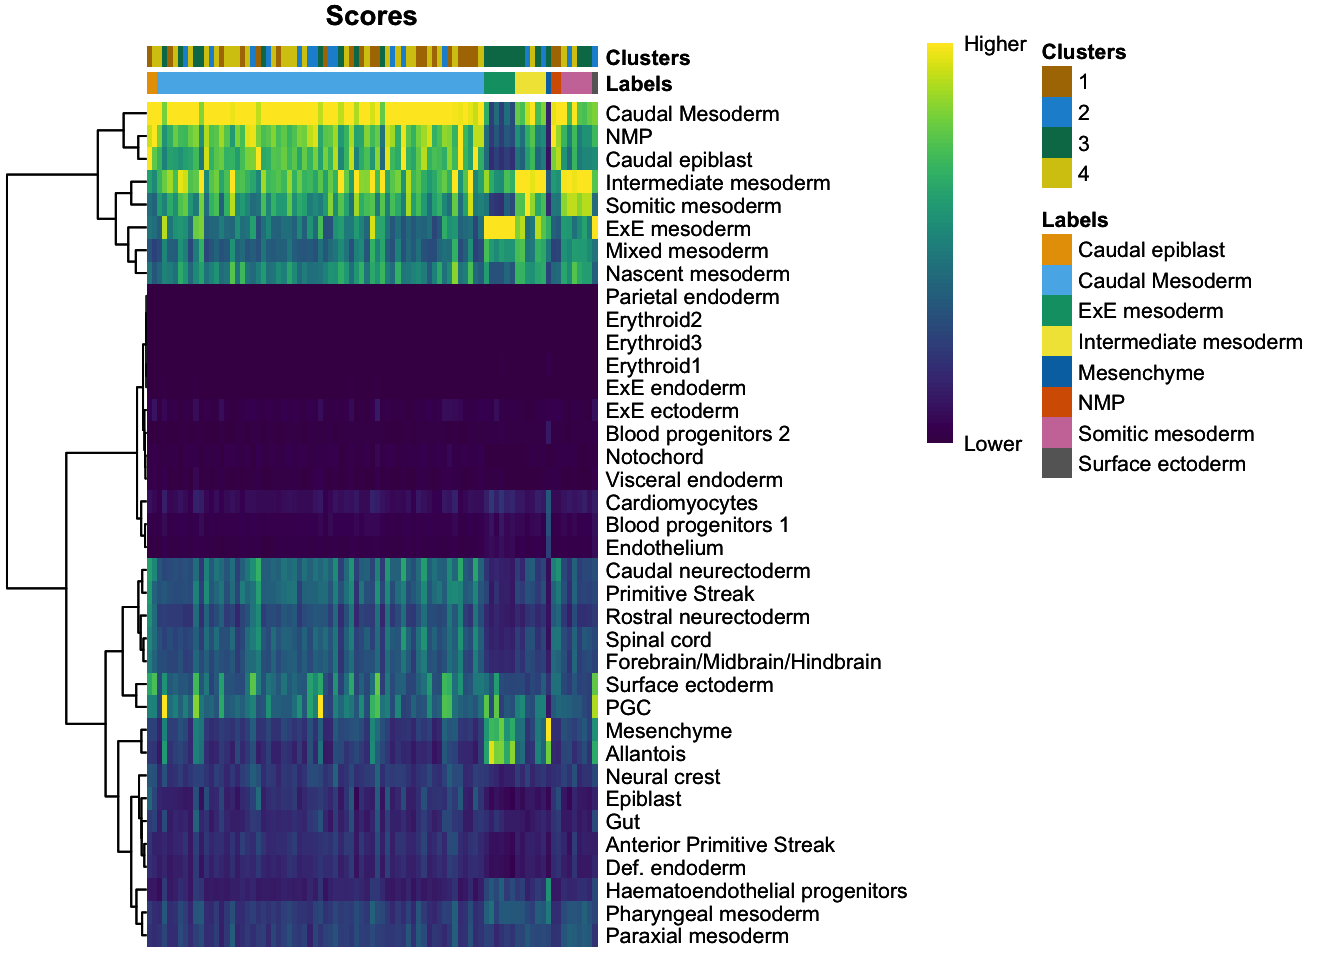 Scores
Clusters
Labels
Caudal Mesoderm
NMP
Caudal epiblast
Intermediate mesoderm
Somitic mesoderm
ExE mesoderm
Mixed mesoderm
Nascent mesoderm
Parietal endoderm
Erythroid2
Erythroid3
Erythroid1
ExE endoderm
ExE ectoderm
Blood progenitors 2
Notochord
Visceral endoderm
Cardiomyocytes
Blood progenitors 1
Endothelium
Caudal neurectoderm
Primitive Streak
Rostral neurectoderm
Spinal cord
Forebrain/Midbrain/Hindbrain
Surface ectoderm
PGC
Mesenchyme
Allantois
Neural crest
Epiblast
Gut
Anterior Primitive Streak
Def. endoderm
Haematoendothelial progenitors
Pharyngeal mesoderm
Paraxial mesoderm
Higher
Lower
Clusters
1
2
3
4
Labels
Caudal epiblast
Caudal Mesoderm
ExE mesoderm
Intermediate mesoderm
Mesenchyme
NMP
Somitic mesoderm
Surface ectoderm